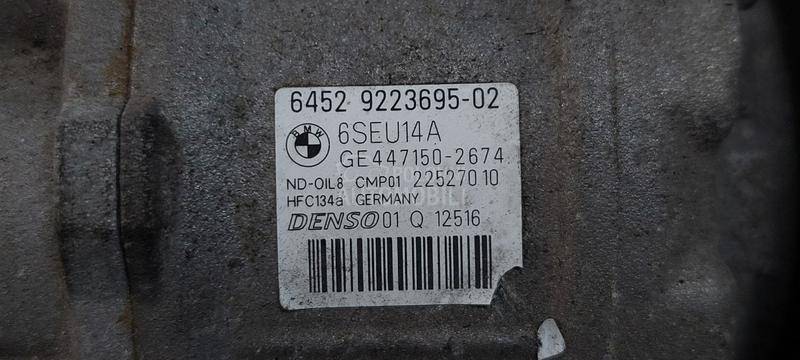 6452 9223695-02
BMW
6SEU14A
GE447150-2674
ND-OIL8 CMP01 22527010
HFC134a GERMANY
DENSO 01 Q 12516